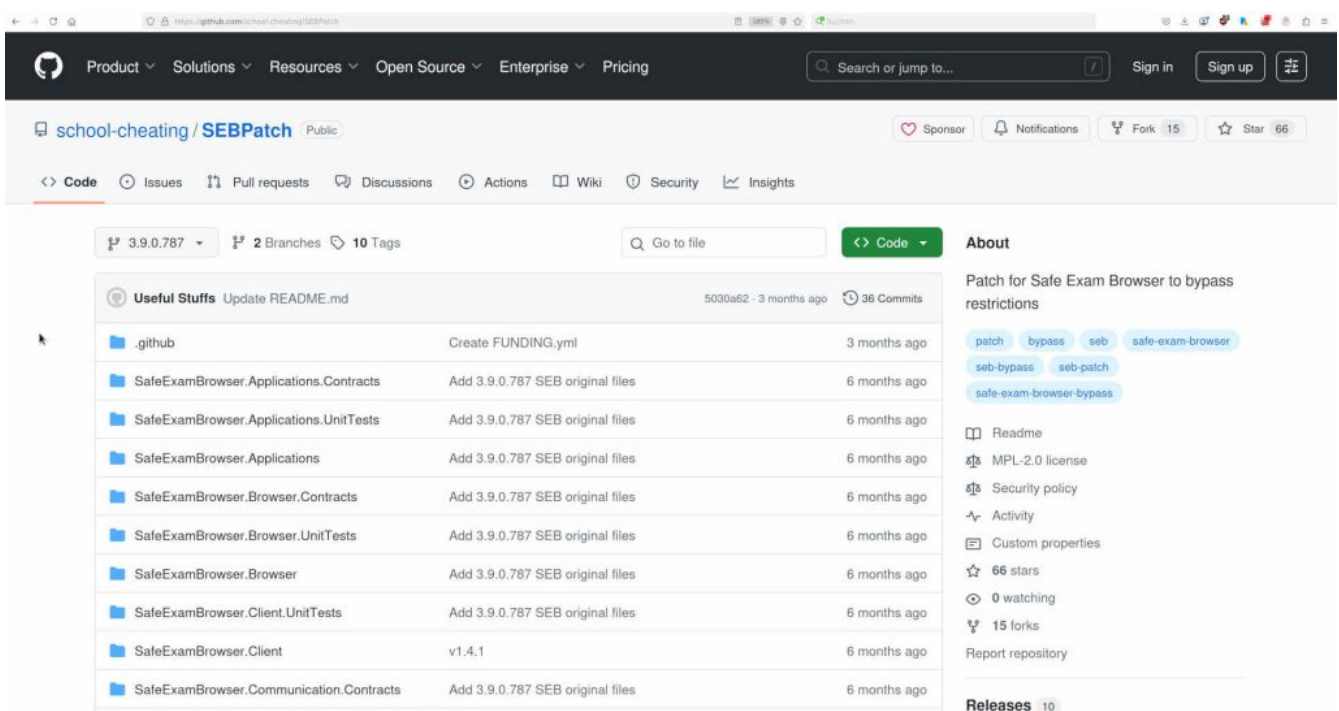 https://github.com/school-cheating/SEBPatch
Suchen
Product Solutions Resources Open Source Enterprise Pricing
Search or jump to... /
Sign in Sign up
school-cheating / SEBPatch Public
Sponsor Notifications Fork 15 Star 66
Code Issues Pull requests Discussions Actions Wiki Security Insights
3.9.0.787 2 Branches 10 Tags
Go to file
Code
About
Patch for Safe Exam Browser to bypass
restrictions
Useful Stuffs Update README.md 5030a62 · 3 months ago 36 Commits
.github Create FUNDING.yml 3 months ago
SafeExamBrowser.Applications.Contracts Add 3.9.0.787 SEB original files 6 months ago
SafeExamBrowser.Applications.UnitTests Add 3.9.0.787 SEB original files 6 months ago
SafeExamBrowser.Applications Add 3.9.0.787 SEB original files 6 months ago
SafeExamBrowser.Browser.Contracts Add 3.9.0.787 SEB original files 6 months ago
SafeExamBrowser.Browser.UnitTests Add 3.9.0.787 SEB original files 6 months ago
SafeExamBrowser.Browser Add 3.9.0.787 SEB original files 6 months ago
SafeExamBrowser.Client.UnitTests Add 3.9.0.787 SEB original files 6 months ago
SafeExamBrowser.Client v1.4.1 6 months ago
SafeExamBrowser.Communication.Contracts Add 3.9.0.787 SEB original files 6 months ago
patch bypass seb safe-exam-browser
seb-bypass seb-patch
safe-exam-browser-bypass
Readme
MPL-2.0 license
Security policy
Activity
Custom properties
66 stars
0 watching
15 forks
Report repository
Releases 10